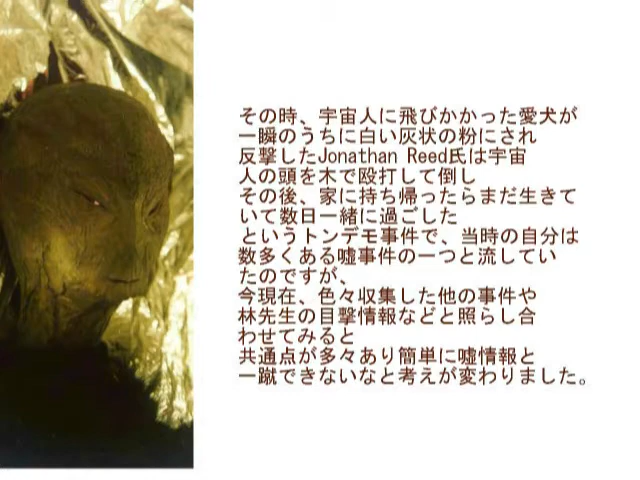 その時、宇宙人に飛びかかった愛犬が
一瞬のうちに白い灰状の粉にされ
反撃したJonathan Reed氏は宇宙
人の頭を木で殴打して倒し
その後、家に持ち帰ったらまだ生きて
いて数日一緒に過ごした
というトンデモ事件で、当時の自分は
数多くある嘘事件の一つと流してい
たのですが、
今現在、色々収集した他の事件や
林先生の目撃情報などと照らし合
わせてみると
共通点が多々あり簡単に嘘情報と
一蹴できないなと考えが変わりました。